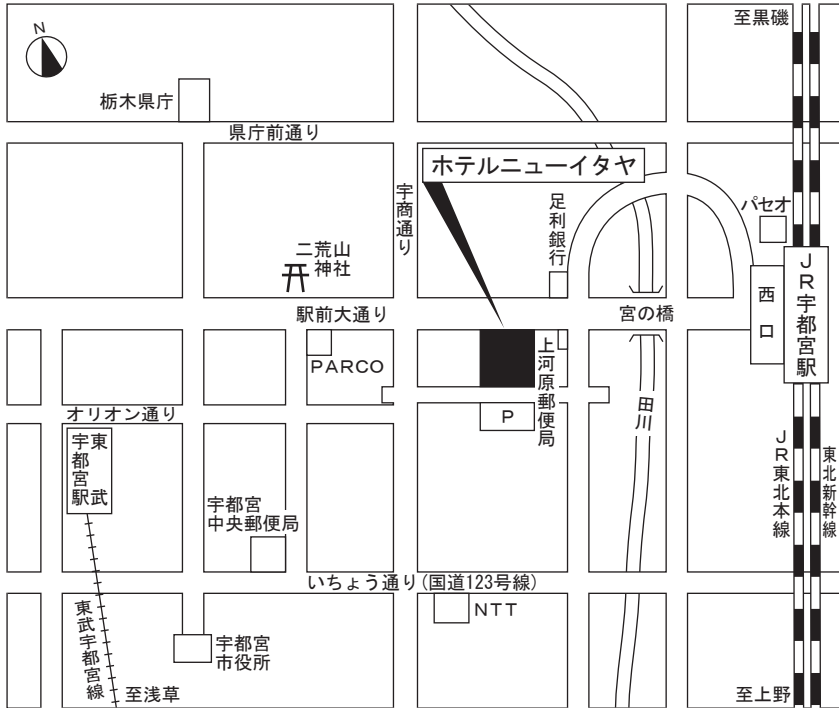 至黒磯
N
栃木県庁
県庁前通り
ホテルニューイタヤ
宇商通り
足利銀行
パセオ
二荒山
神社
JR宇都宮駅
西口
駅前大通り
宮の橋
PARCO
上河原郵便局
オリオン通り
P
田川
東武
宇都宮駅
JR東北本線
東北新幹線
宇都宮
中央郵便局
いちょう通り(国道123号線)
NTT
東武宇都宮線
宇都宮
市役所
至浅草
至上野